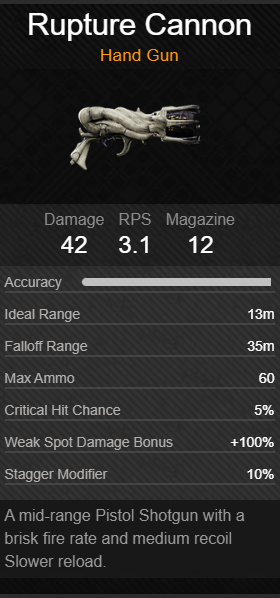 Rupture Cannon
Hand Gun
Damage RPS Magazine
42 3.1 12
Accuracy
Ideal Range 13m
Falloff Range 35m
Max Ammo 60
Critical Hit Chance 5%
Weak Spot Damage Bonus +100%
Stagger Modifier 10%
A mid-range Pistol Shotgun with a
brisk fire rate and medium recoil
Slower reload.